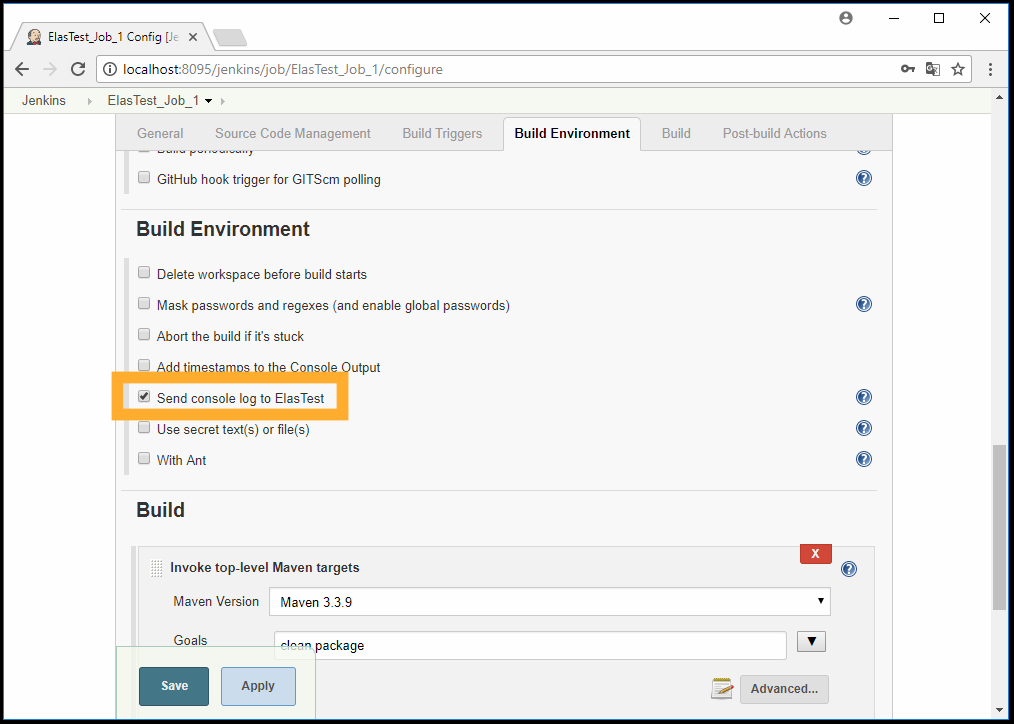 ElasTest_Job_1 Config [Je
localhost:8095/jenkins/job/ElasTest_Job_1/configure
Jenkins ElasTest_Job_1
General Source Code Management Build Triggers Build Environment Build Post-build Actions
Build periodically
GitHub hook trigger for GITScm polling
Build Environment
Delete workspace before build starts
Mask passwords and regexes (and enable global passwords)
Abort the build if it's stuck
Add timestamps to the Console Output
Send console log to ElasTest
Use secret text(s) or file(s)
With Ant
Build
X
Invoke top-level Maven targets
Maven Version Maven 3.3.9
Goals clean package
Save Apply Advanced...